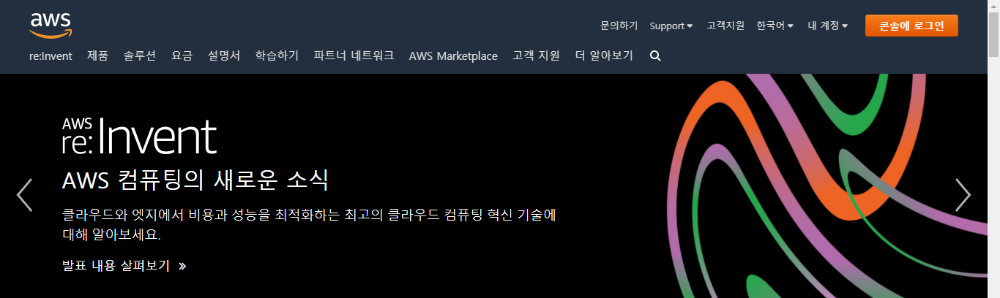 aws
문의하기 Support 고객지원 한국어 내 계정 콘솔에 로그인
re:Invent 제품 솔루션 요금 설명서 학습하기 파트너 네트워크 AWS Marketplace 고객 지원 더 알아보기
AWS
re:Invent
AWS 컴퓨팅의 새로운 소식
클라우드와 엣지에서 비용과 성능을 최적화하는 최고의 클라우드 컴퓨팅 혁신 기술에
대해 알아보세요.
발표 내용 살펴보기 »